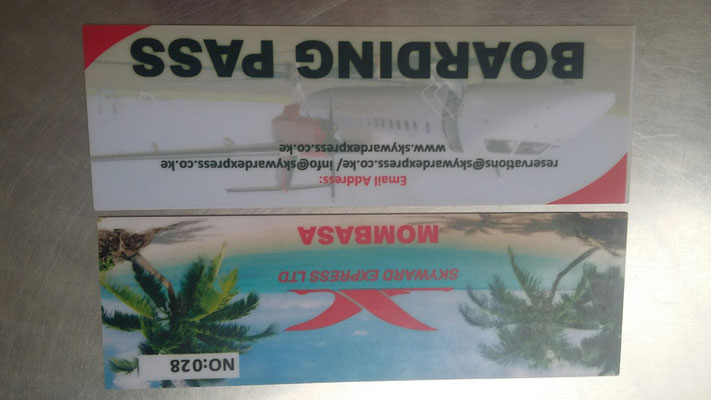 NO:028
SKYWARD EXPRESS LTD
MOMBASA
Email Address:
reservations@skywardexpress.co.ke/ info@skywardexpress.co.ke
www.skywardexpress.co.ke
BOARDING PASS